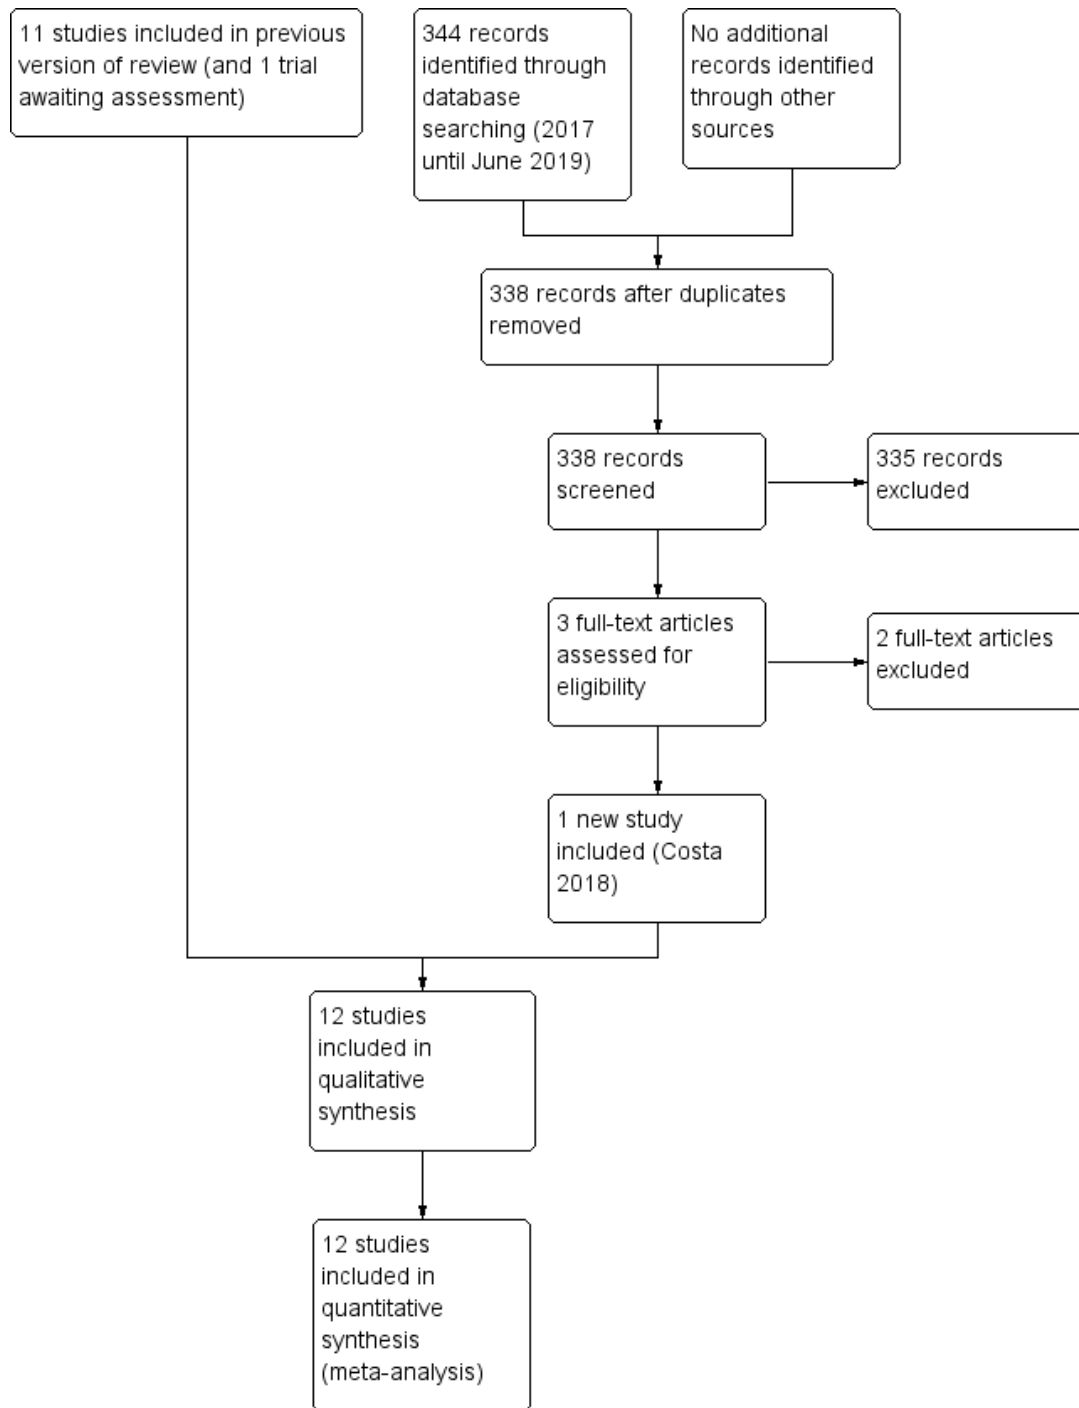 11 studies included in previous
version of review (and 1 trial
awaiting assessment)
344 records
identified through
database
searching (2017
until June 2019)
No additional
records identified
through other
sources
338 records after duplicates
removed
338 records
screened
335 records
excluded
3 full-text articles
assessed for
eligibility
2 full-text articles
excluded
1 new study
included (Costa
2018)
12 studies
included in
qualitative
synthesis
12 studies
included in
quantitative
synthesis
(meta-analysis)